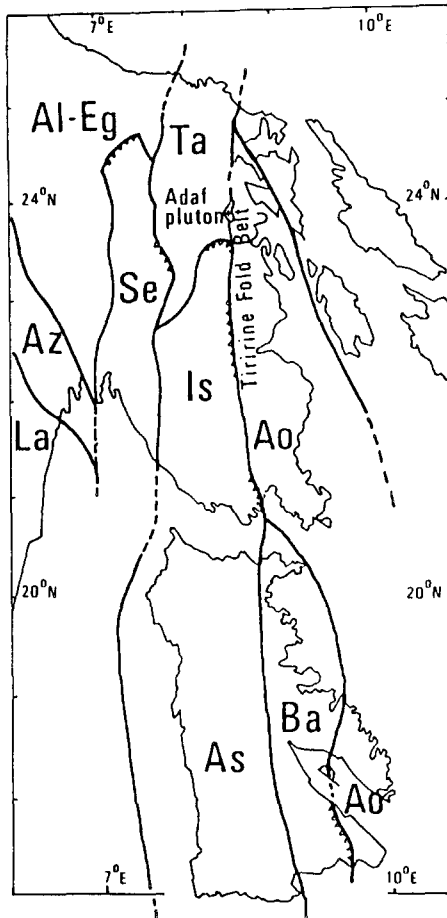 7°E
10°E
Al-Eg
Ta
24°N
24°N
Adaf
pluton
Tiririne Fold Belt
Se
Az
Is
La
Ao
20°N
20°N
Ba
As
Ao
7°E
10°E